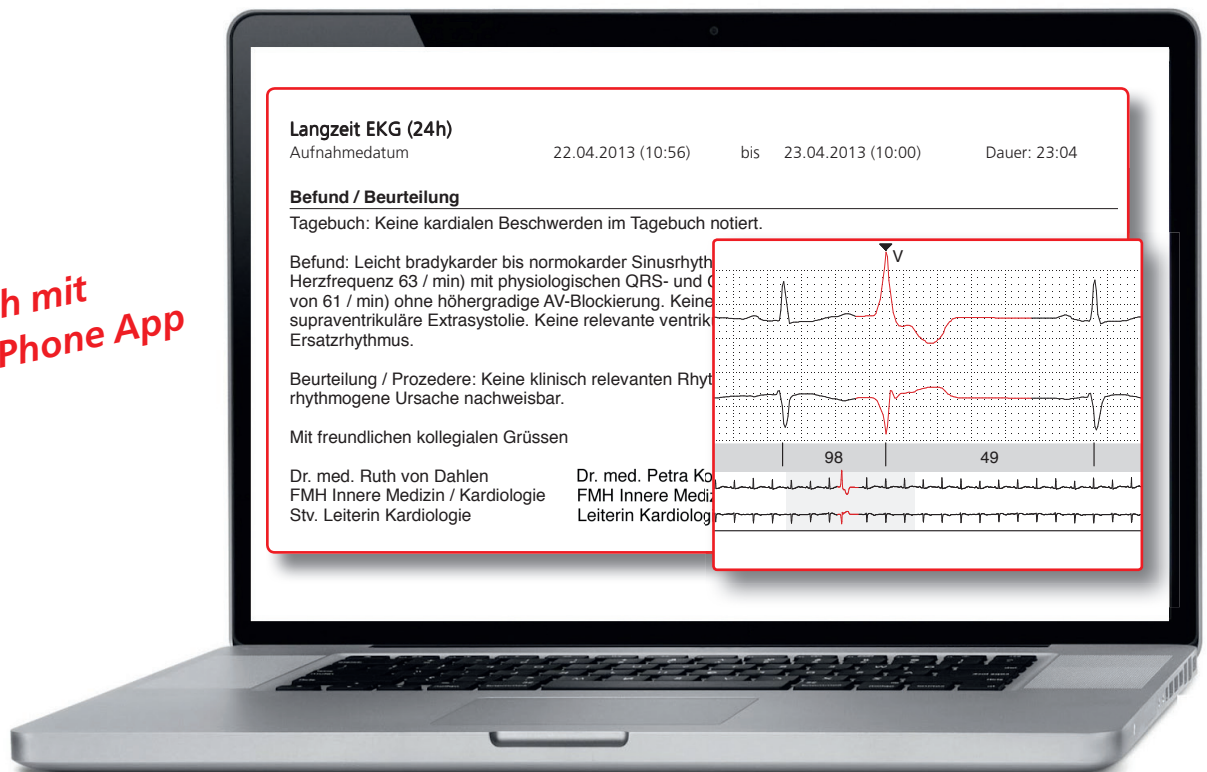 Langzeit EKG (24h)
Aufnahmedatum 22.04.2013 (10:56) bis 23.04.2013 (10:00) Dauer: 23:04
Befund / Beurteilung
Tagebuch: Keine kardialen Beschwerden im Tagebuch notiert.
Befund: Leicht bradykarder bis normokarder Sinusrhyth
Herzfrequenz 63 / min) mit physiologischen QRS- und
von 61 / min) ohne höhergradige AV-Blockierung. Keine
supraventrikuläre Extrasystolie. Keine relevante ventrik
Ersatzrhythmus.
Beurteilung / Prozedere: Keine klinisch relevanten Rhyt
rhythmogene Ursache nachweisbar.
Mit freundlichen kollegialen Grüssen
Dr. med. Ruth von Dahlen
FMH Innere Medizin / Kardiologie
Stv. Leiterin Kardiologie
Dr. med. Petra Ko
FMH Innere Mediz
Leiterin Kardiolog
V
98 49
h mit
Phone App